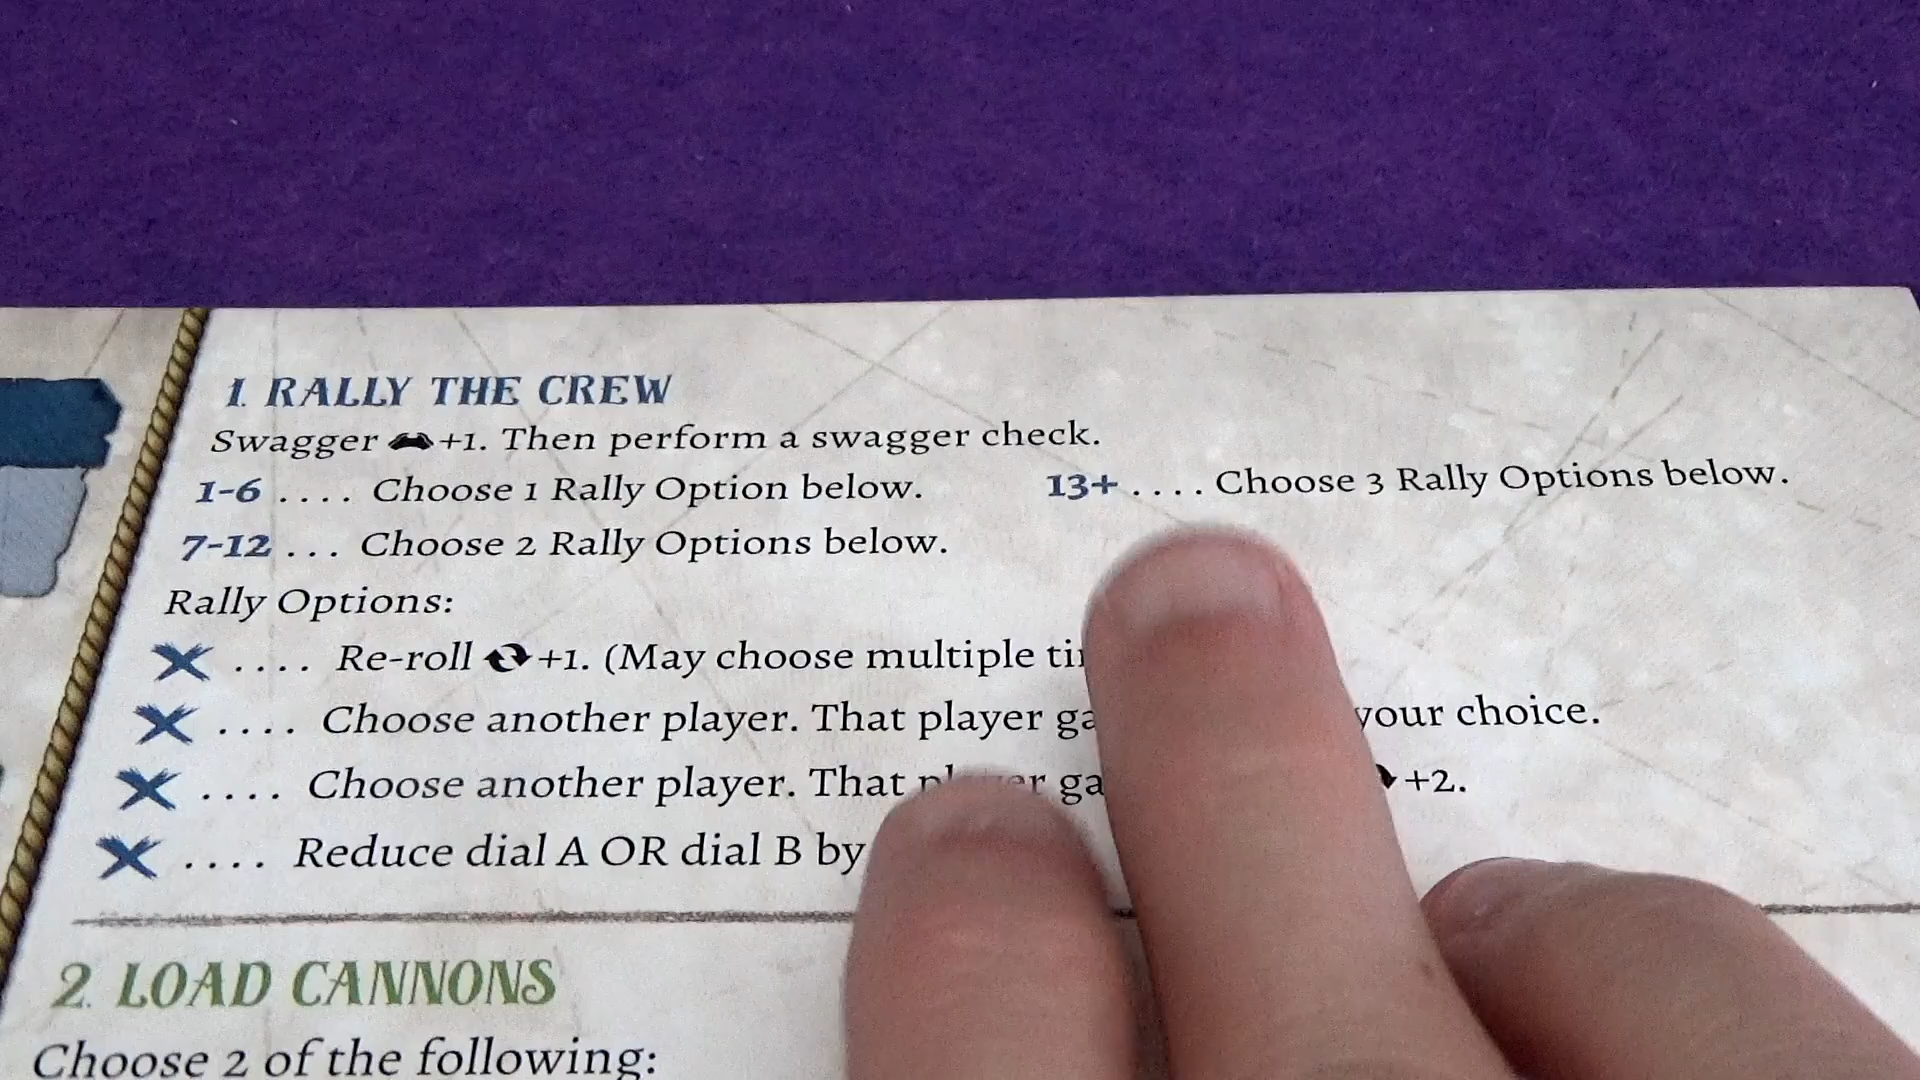 1. RALLY THE CREW
Swagger +1. Then perform a swagger check.
1-6 .... Choose 1 Rally Option below.
13+ .... Choose 3 Rally Options below.
7-12 ... Choose 2 Rally Options below.
Rally Options:
.... Re-roll +1. (May choose multiple
.... Choose another player. That player your choice.
.... Choose another player. That +2.
.... Reduce dial A OR dial B by
2. LOAD CANNONS
Choose 2 of the following: